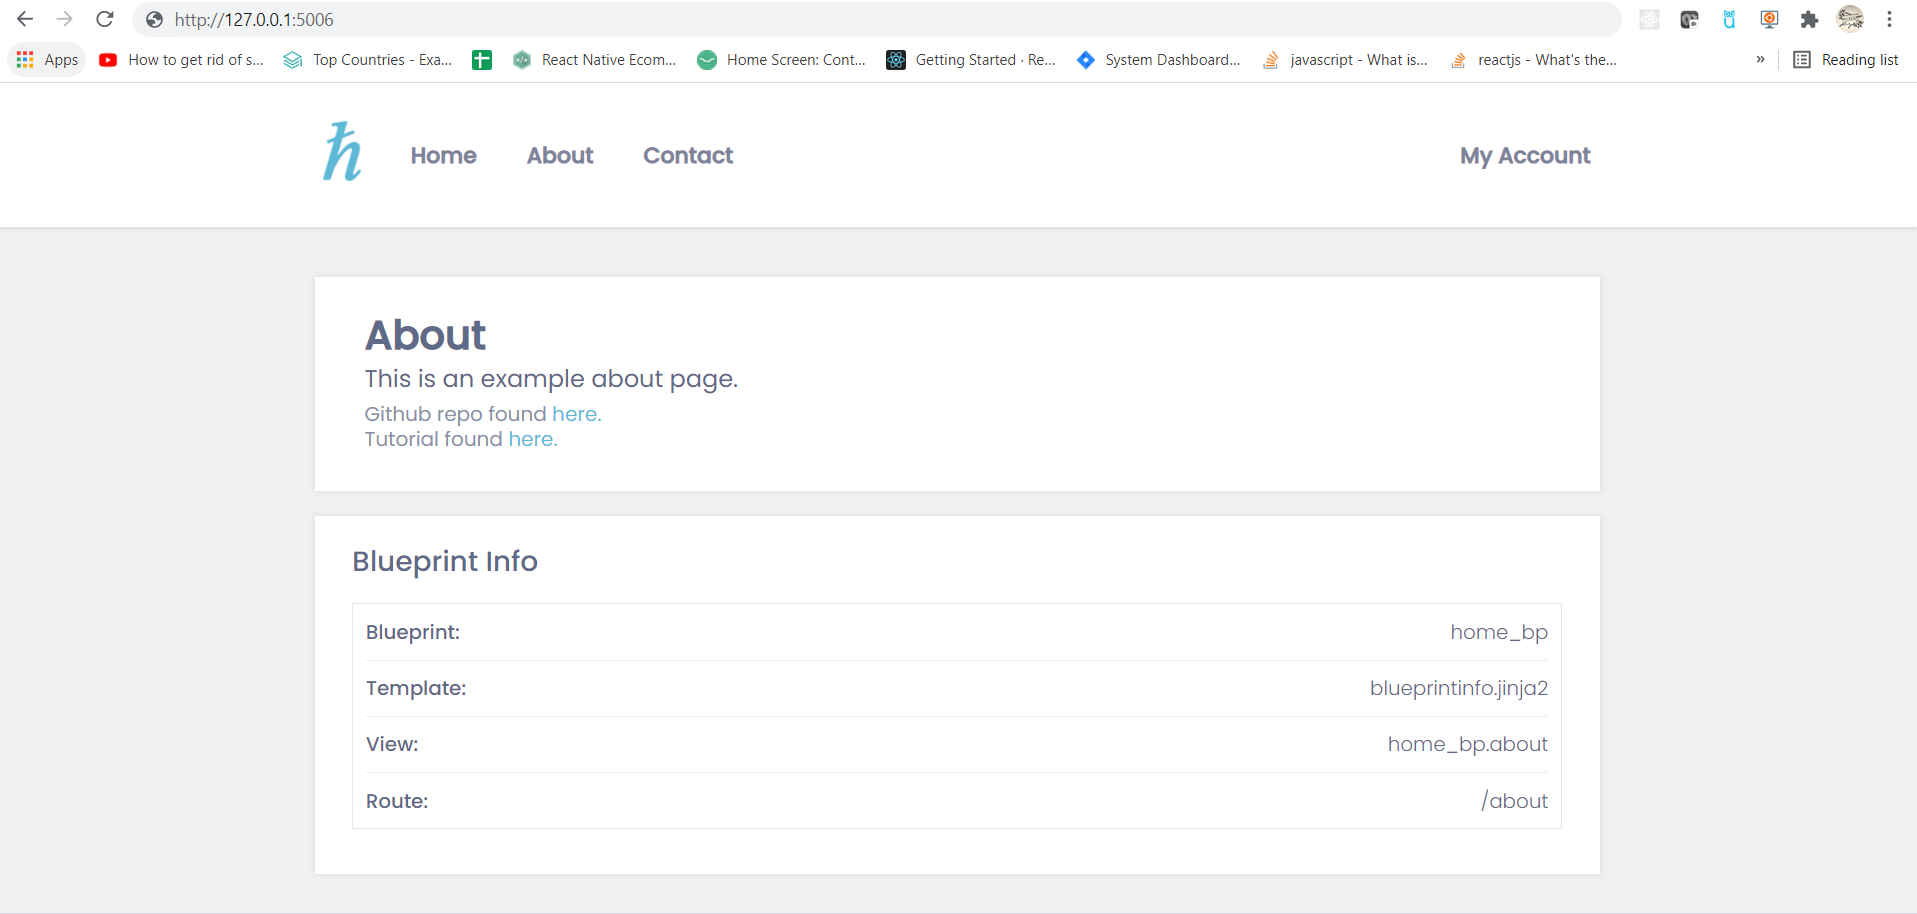 http://127.0.0.1:5006
Apps How to get rid of s... Top Countries - Exa... React Native Ecom... Home Screen: Cont... Getting Started · Re... System Dashboard... javascript - What is... reactjs - What's the... » Reading list
ħ Home About Contact My Account
About
This is an example about page.
Github repo found here.
Tutorial found here.
Blueprint Info
Blueprint: home_bp
Template: blueprintinfo.jinja2
View: home_bp.about
Route: /about